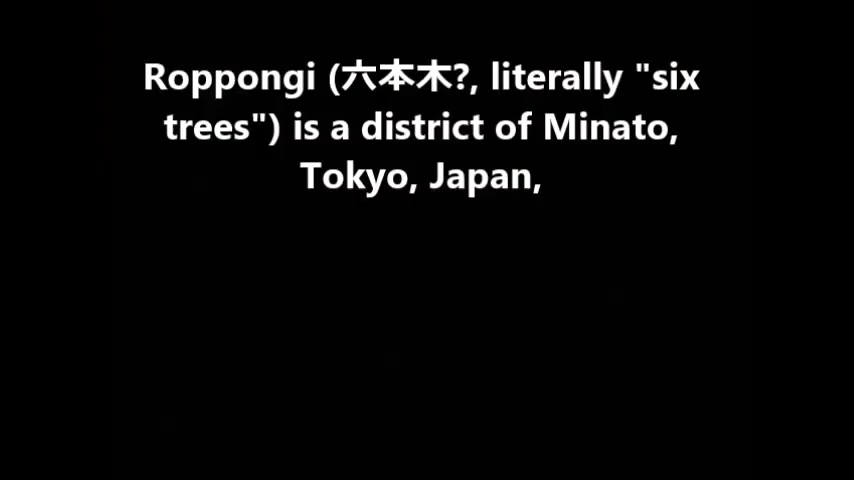 Roppongi (六本木?, literally "six
trees") is a district of Minato,
Tokyo, Japan,